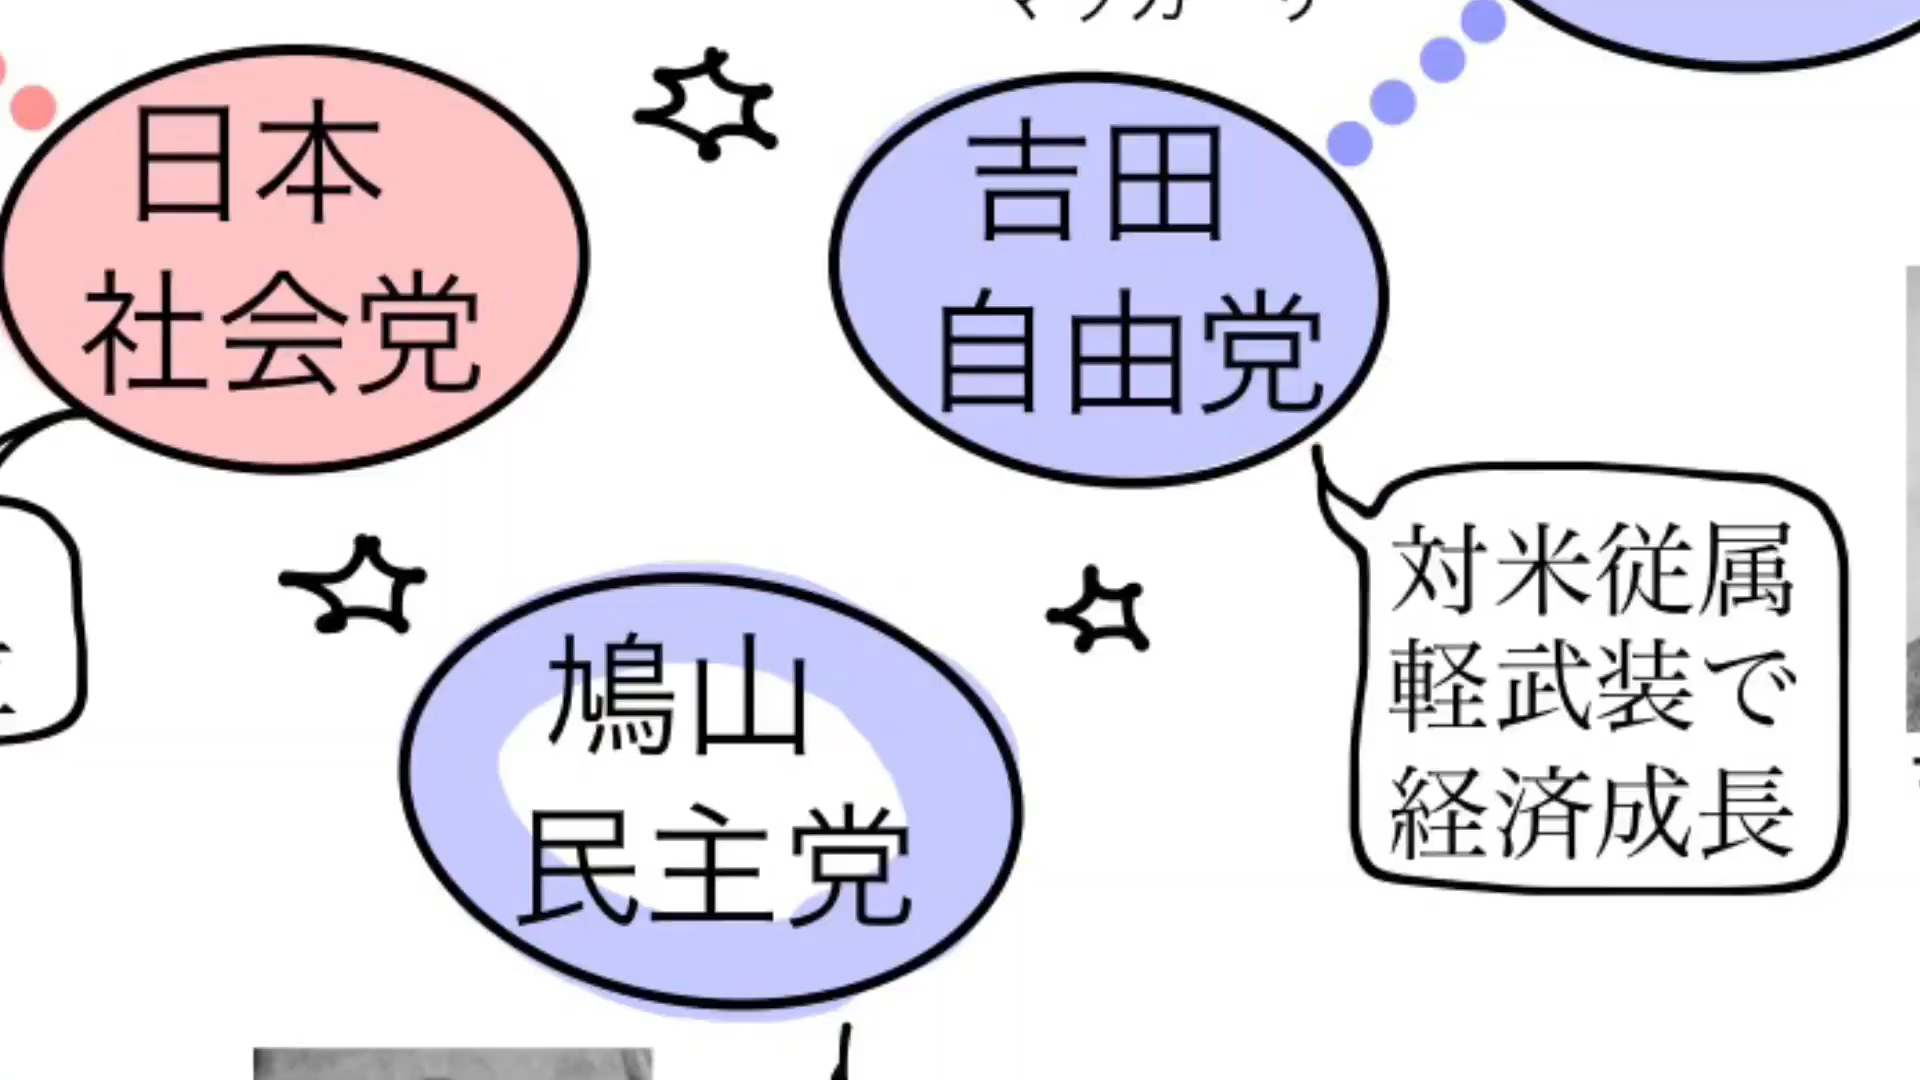 日本
社会党
吉田
自由党
対米従属
軽武装で
経済成長
鳩山
民主党